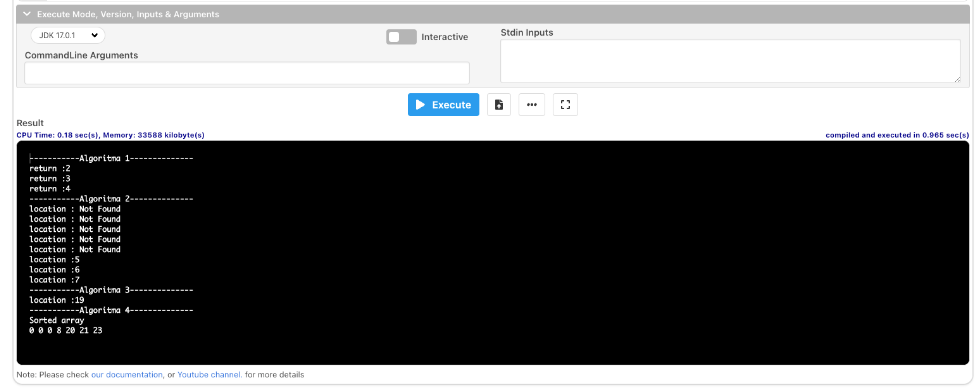 Execute Mode, Version, Inputs & Arguments
JDK 17.0.1
Interactive
Stdin Inputs
CommandLine Arguments
Execute
Result
CPU Time: 0.18 sec(s), Memory: 33588 kilobyte(s)
compiled and executed in 0.965 sec(s)
-----------Algoritma 1--------------
return :2
return :3
return :4
-----------Algoritma 2--------------
location : Not Found
location : Not Found
location : Not Found
location : Not Found
location : Not Found
location :5
location :6
location :7
-----------Algoritma 3--------------
location :19
-----------Algoritma 4--------------
Sorted array
0 0 0 8 20 21 23
Note: Please check our documentation, or Youtube channel. for more details